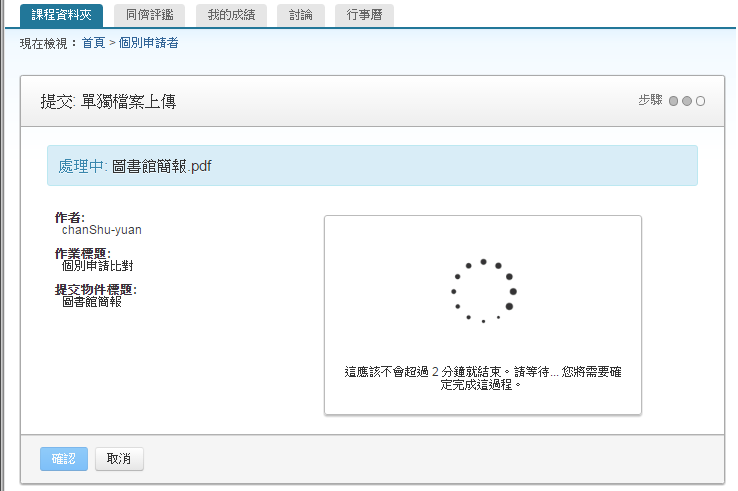 課程資料夾 同儕評鑑 我的成績 討論 行事曆
現在檢視：首頁 > 個別申請者
提交: 單獨檔案上傳
步驟
處理中: 圖書館簡報.pdf
作者:
chanShu-yuan
作業標題:
個別申請比對
提交物件標題:
圖書館簡報
這應該不會超過 2 分鐘就結束。請等待... 您將需要確
定完成這過程。
確認 取消